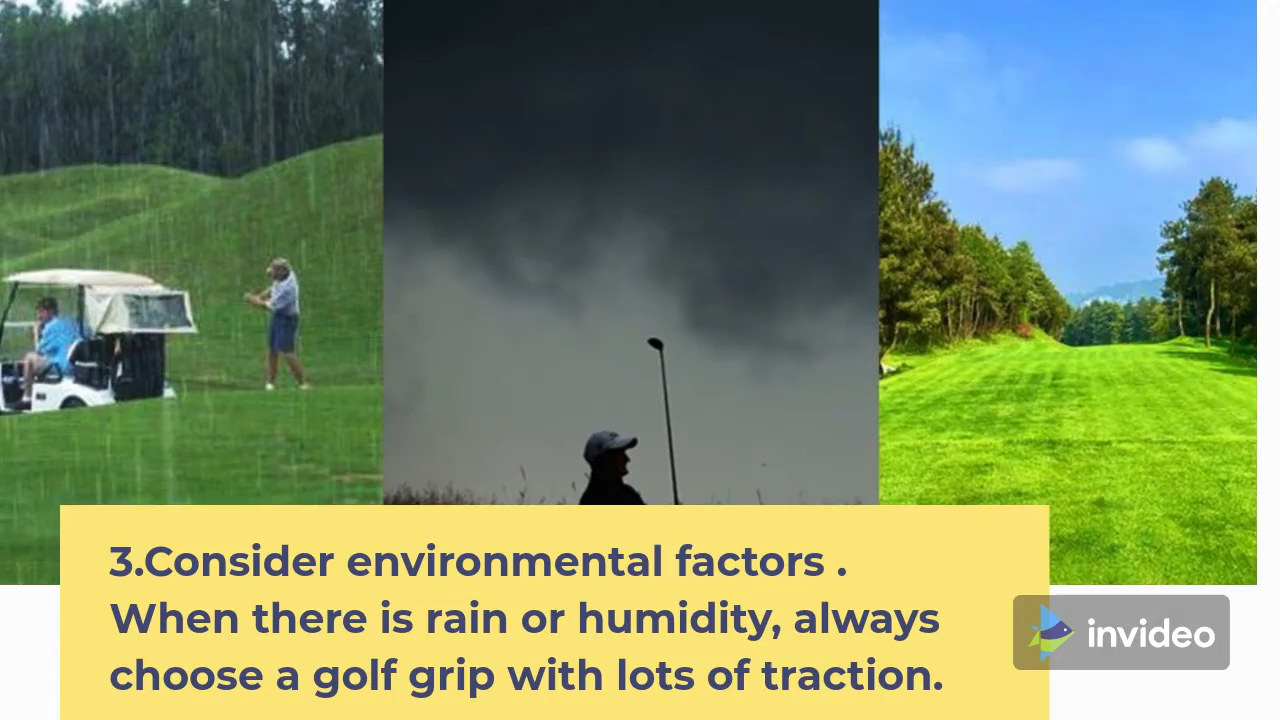 3.Consider environmental factors .
When there is rain or humidity, always
choose a golf grip with lots of traction.
invideo